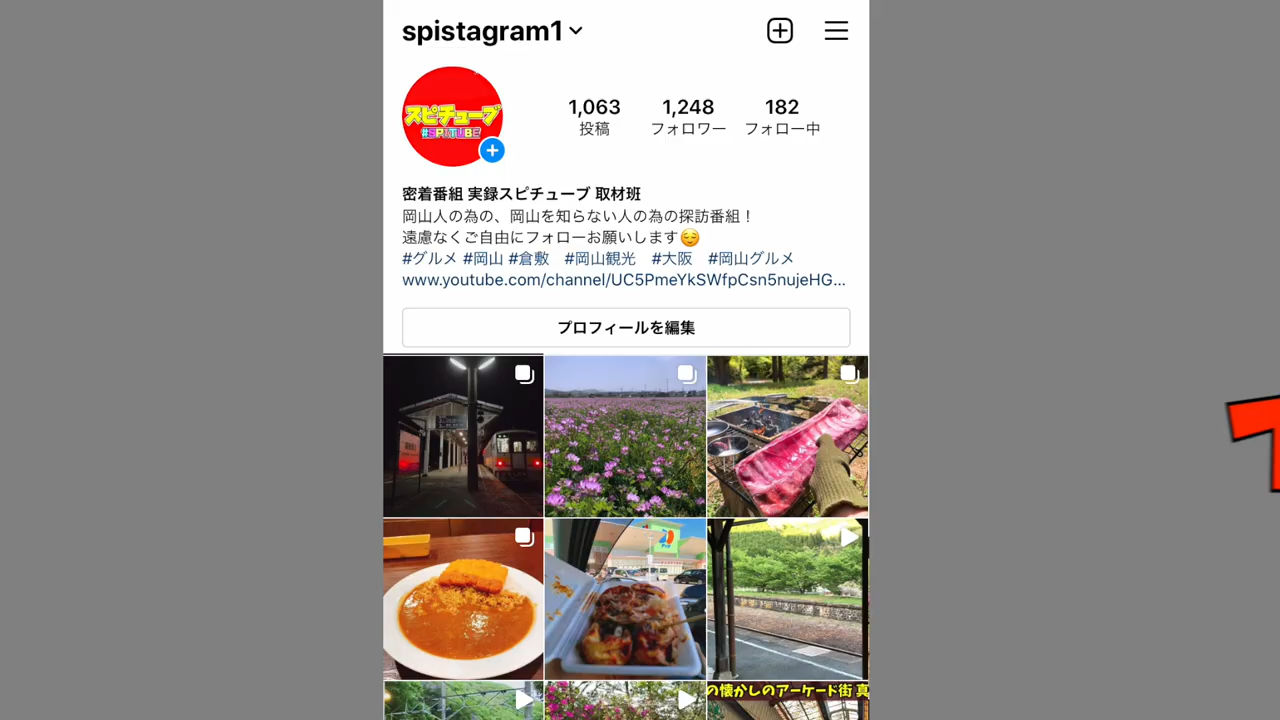 spistagram1
スピチューブ
#SPITUBE
1,063 1,248 182
投稿 フォロワー フォロー中
密着番組 実録スピチューブ 取材班
岡山人の為の、岡山を知らない人の為の探訪番組！
遠慮なくご自由にフォローお願いします😌
#グルメ #岡山 #倉敷　#岡山観光　#大阪　#岡山グルメ
www.youtube.com/channel/UC5PmeYkSWfpCsn5nujeHG...
プロフィールを編集
の懐かしのアーケード街 真